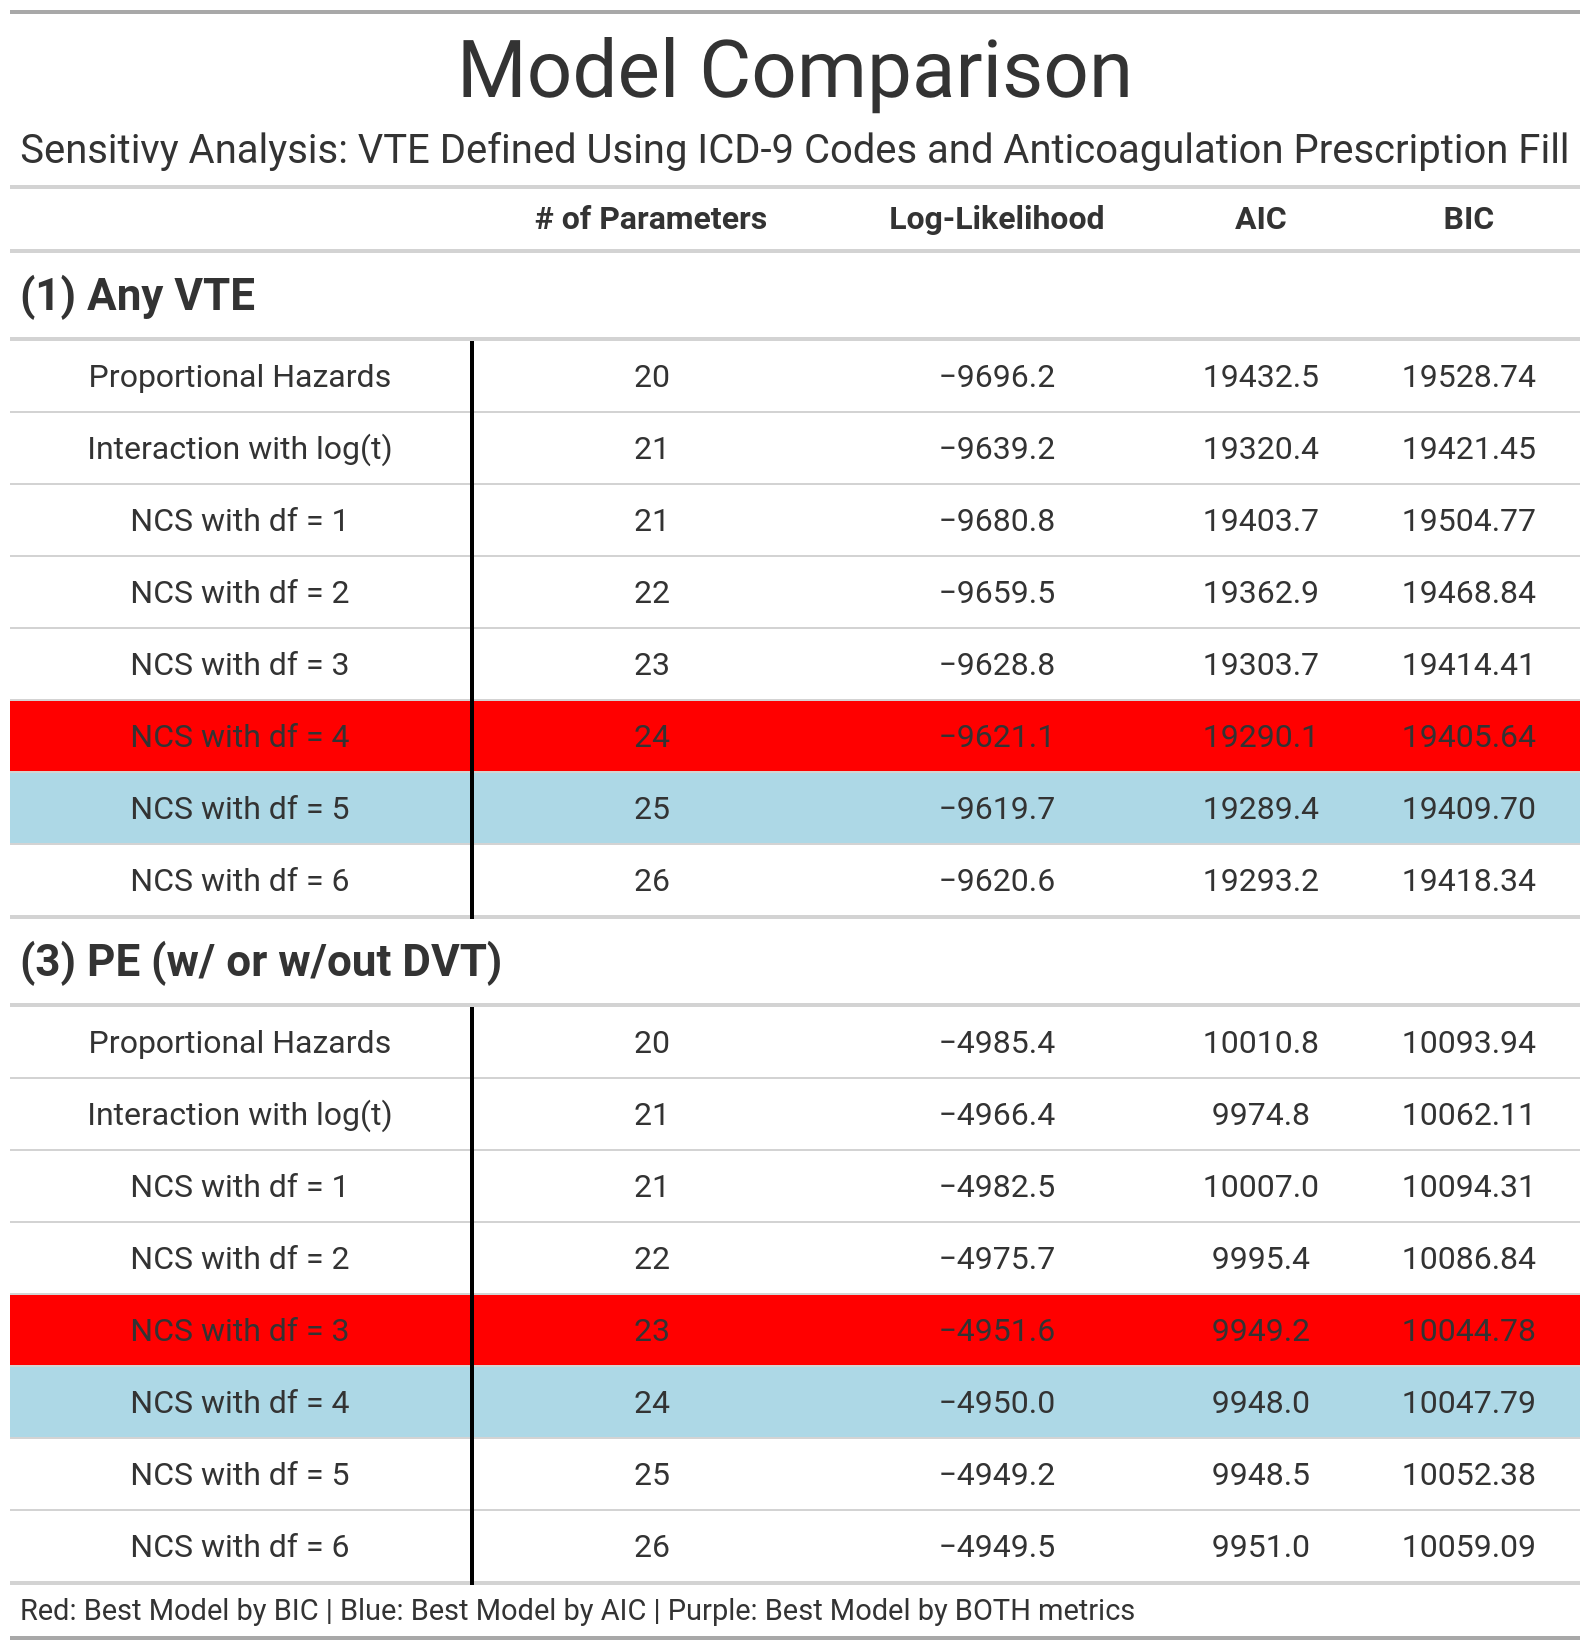 Model Comparison
Sensitivy Analysis: VTE Defined Using ICD-9 Codes and Anticoagulation Prescription Fill
# of Parameters Log-Likelihood AIC BIC
(1) Any VTE
Proportional Hazards 20 −9696.2 19432.5 19528.74
Interaction with log(t) 21 −9639.2 19320.4 19421.45
NCS with df = 1 21 −9680.8 19403.7 19504.77
NCS with df = 2 22 −9659.5 19362.9 19468.84
NCS with df = 3 23 −9628.8 19303.7 19414.41
NCS with df = 4 24 −9621.1 19290.1 19405.64
NCS with df = 5 25 −9619.7 19289.4 19409.70
NCS with df = 6 26 −9620.6 19293.2 19418.34
(3) PE (w/ or w/out DVT)
Proportional Hazards 20 −4985.4 10010.8 10093.94
Interaction with log(t) 21 −4966.4 9974.8 10062.11
NCS with df = 1 21 −4982.5 10007.0 10094.31
NCS with df = 2 22 −4975.7 9995.4 10086.84
NCS with df = 3 23 −4951.6 9949.2 10044.78
NCS with df = 4 24 −4950.0 9948.0 10047.79
NCS with df = 5 25 −4949.2 9948.5 10052.38
NCS with df = 6 26 −4949.5 9951.0 10059.09
Red: Best Model by BIC | Blue: Best Model by AIC | Purple: Best Model by BOTH metrics